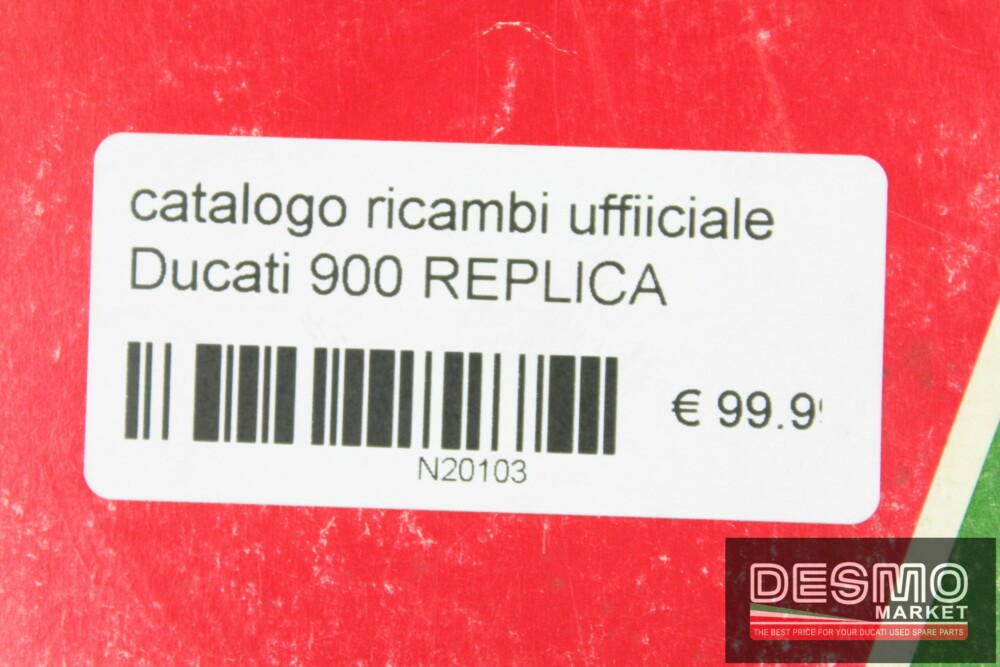 catalogo ricambi uffiiciale
Ducati 900 REPLICA
€ 99.9
N20103
DESMO
MARKET
THE BEST PRICE FOR YOUR DUCATI USED SPARE PARTS